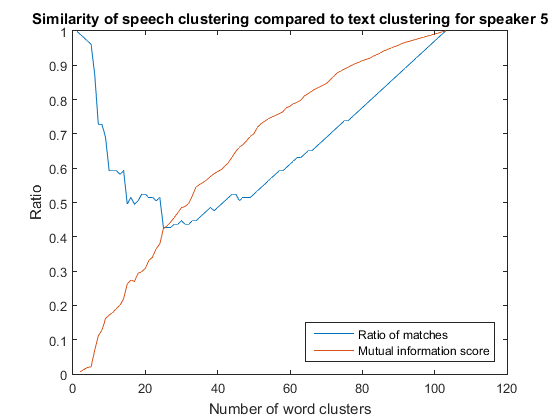 Similarity of speech clustering compared to text clustering for speaker 5
1
0.9
0.8
0.7
0.6
0.5
0.4
0.3
0.2
0.1
0
Ratio
0 20 40 60 80 100 120
Number of word clusters
Ratio of matches
Mutual information score